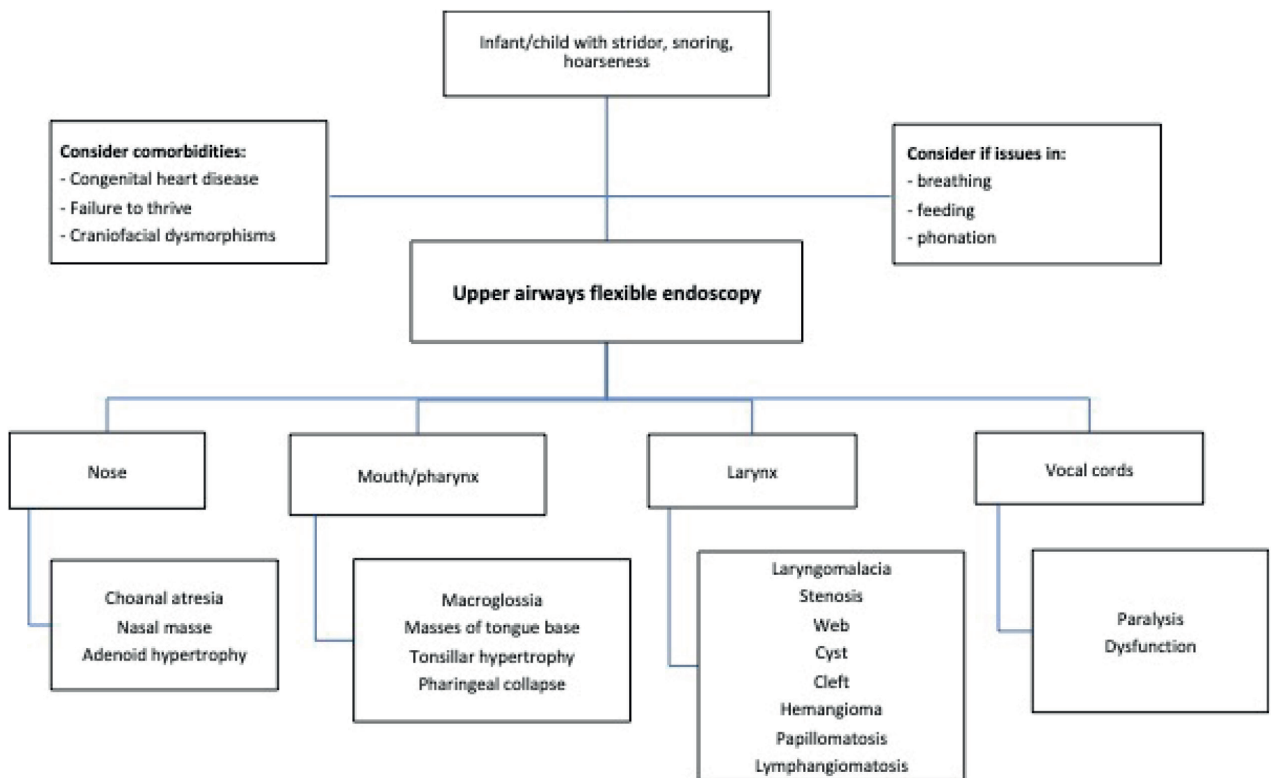 Infant/child with stridor, snoring,
hoarseness
Consider comorbidities:
- Congenital heart disease
- Failure to thrive
- Craniofacial dysmorphisms
Consider if issues in:
- breathing
- feeding
- phonation
Upper airways flexible endoscopy
Nose
Mouth/pharynx
Larynx
Vocal cords
Choanal atresia
Nasal masse
Adenoid hypertrophy
Macroglossia
Masses of tongue base
Tonsillar hypertrophy
Pharingeal collapse
Laryngomalacia
Stenosis
Web
Cyst
Cleft
Hemangioma
Papillomatosis
Lymphangiomatosis
Paralysis
Dysfunction